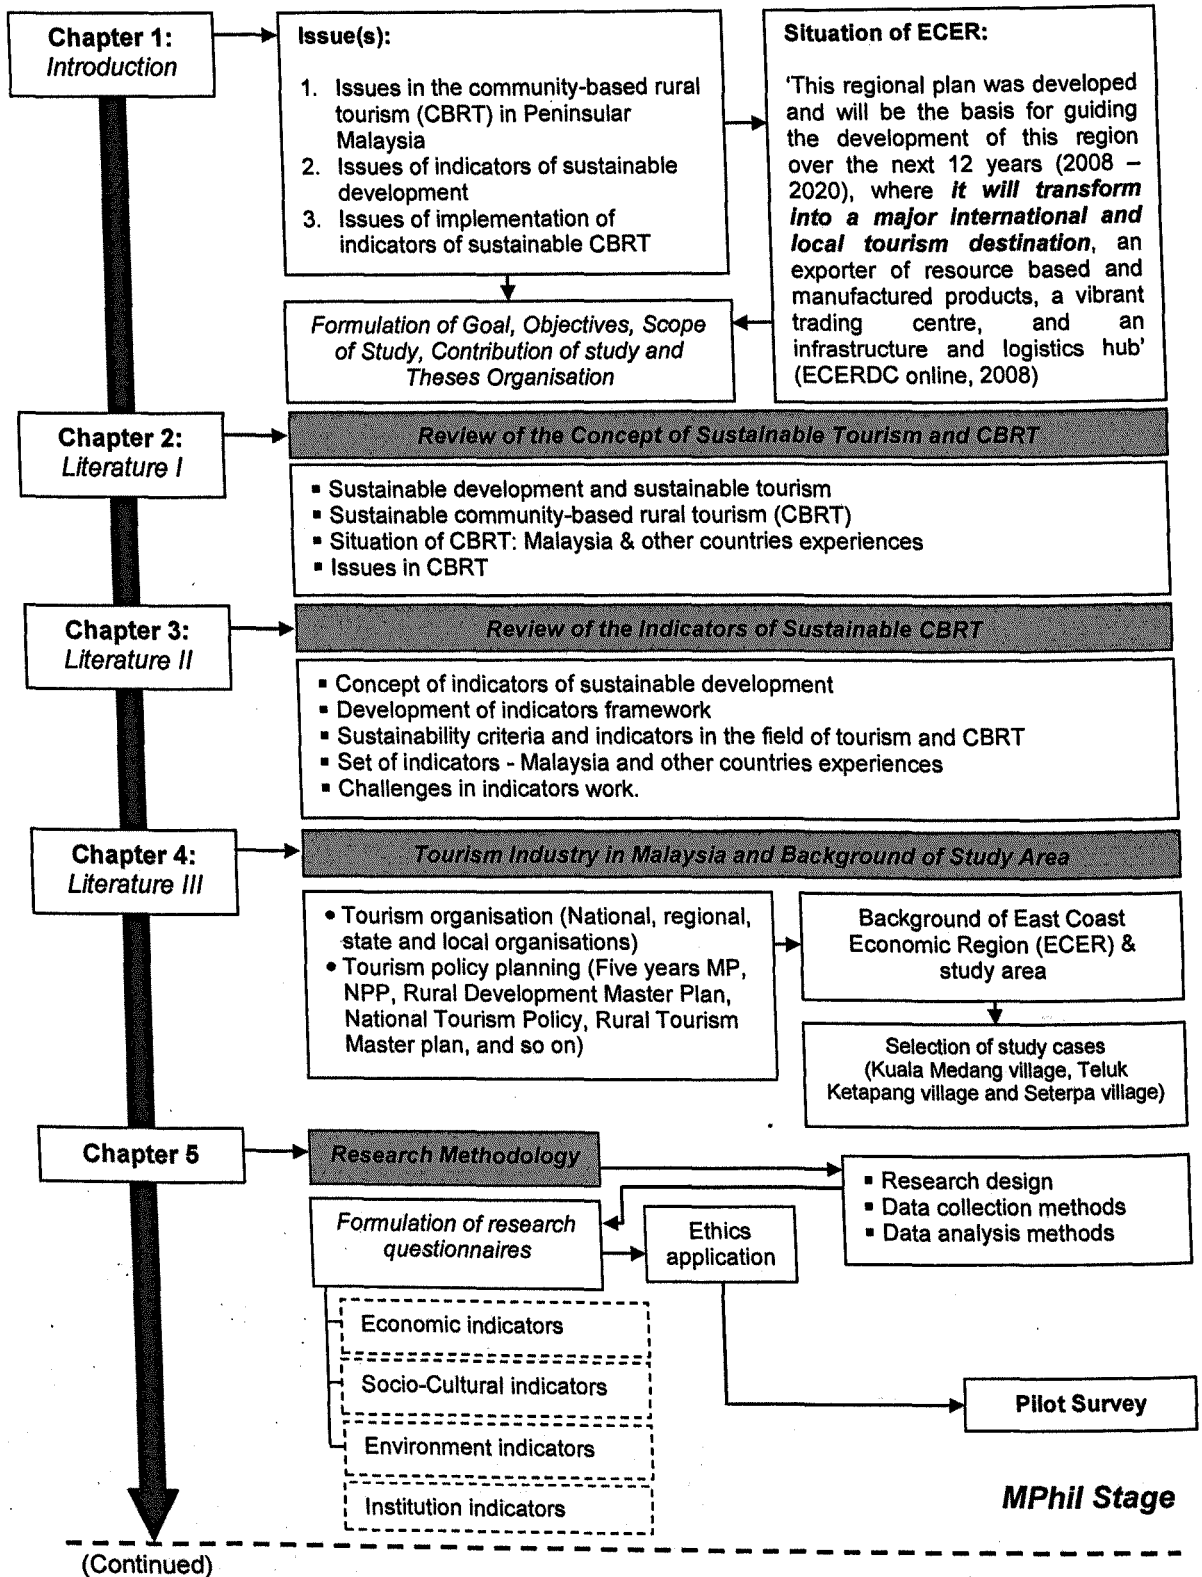 Chapter 1:
Introduction
Issue(s):
1. Issues in the community-based rural
tourism (CBRT) in Peninsular
Malaysia
2. Issues of indicators of sustainable
development
3. Issues of implementation of
indicators of sustainable CBRT
Situation of ECER:
'This regional plan was developed
and will be the basis for guiding
the development of this region
over the next 12 years (2008 –
2020), where it will transform
into a major international and
local tourism destination, an
exporter of resource based and
manufactured products, a vibrant
trading centre, and an
infrastructure and logistics hub'
(ECERDC online, 2008)
Formulation of Goal, Objectives, Scope
of Study, Contribution of study and
Theses Organisation
Chapter 2:
Literature I
Review of the Concept of Sustainable Tourism and CBRT
▪ Sustainable development and sustainable tourism
▪ Sustainable community-based rural tourism (CBRT)
▪ Situation of CBRT: Malaysia & other countries experiences
▪ Issues in CBRT
Chapter 3:
Literature II
Review of the Indicators of Sustainable CBRT
▪ Concept of indicators of sustainable development
▪ Development of indicators framework
▪ Sustainability criteria and indicators in the field of tourism and CBRT
▪ Set of indicators - Malaysia and other countries experiences
▪ Challenges in indicators work.
Chapter 4:
Literature III
Tourism Industry in Malaysia and Background of Study Area
• Tourism organisation (National, regional,
state and local organisations)
• Tourism policy planning (Five years MP,
NPP, Rural Development Master Plan,
National Tourism Policy, Rural Tourism
Master plan, and so on)
Background of East Coast
Economic Region (ECER) &
study area
Selection of study cases
(Kuala Medang village, Teluk
Ketapang village and Seterpa village)
Chapter 5
Research Methodology
▪ Research design
▪ Data collection methods
▪ Data analysis methods
Formulation of research
questionnaires
Ethics
application
Economic indicators
Socio-Cultural indicators
Environment indicators
Institution indicators
Pilot Survey
MPhil Stage
(Continued)